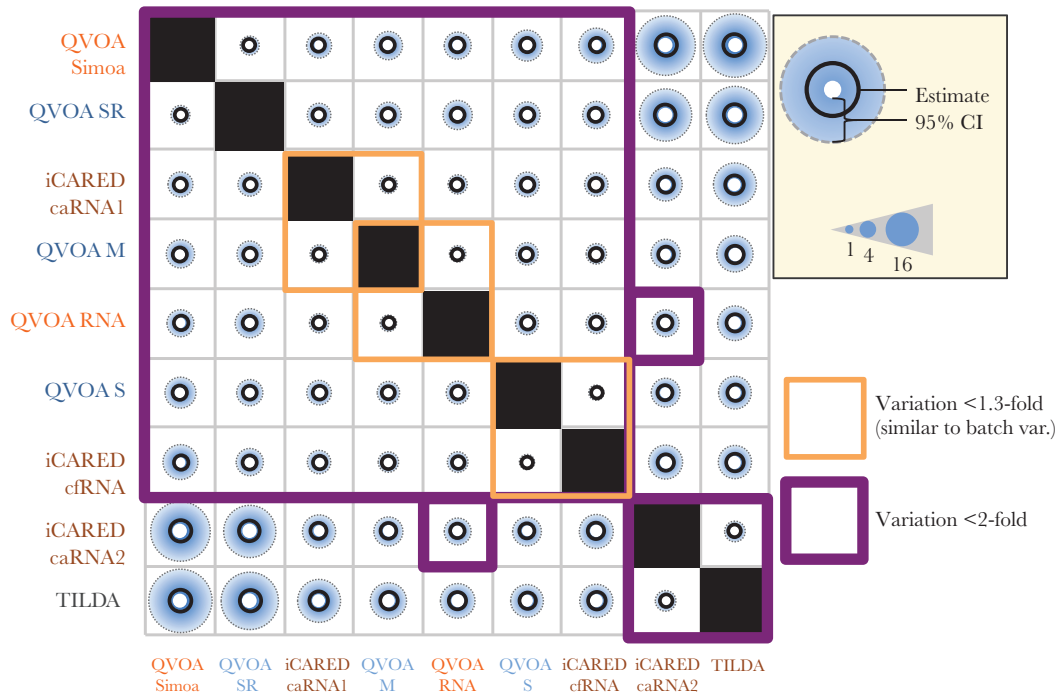 QVOA
Simoa
QVOA SR
iCARED
caRNA1
QVOA M
QVOA RNA
QVOA S
iCARED
cfRNA
iCARED
caRNA2
TILDA
QVOA
Simoa
QVOA
SR
iCARED
caRNA1
QVOA
M
QVOA
RNA
QVOA
S
iCARED
cfRNA
iCARED
caRNA2
TILDA
Estimate
95% CI
1 4 16
Variation <1.3-fold
(similar to batch var.)
Variation <2-fold